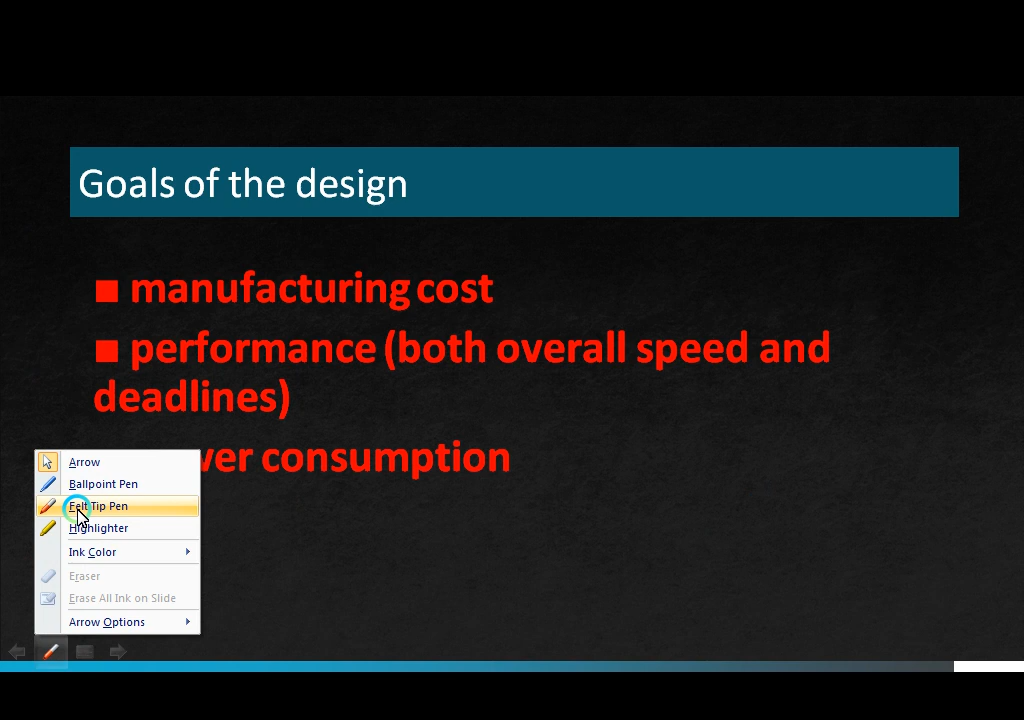 Goals of the design
■ manufacturing cost
■ performance (both overall speed and
deadlines)
consumption
Arrow
Ballpoint Pen
Felt Tip Pen
Highlighter
Ink Color
Eraser
Erase All Ink on Slide
Arrow Options